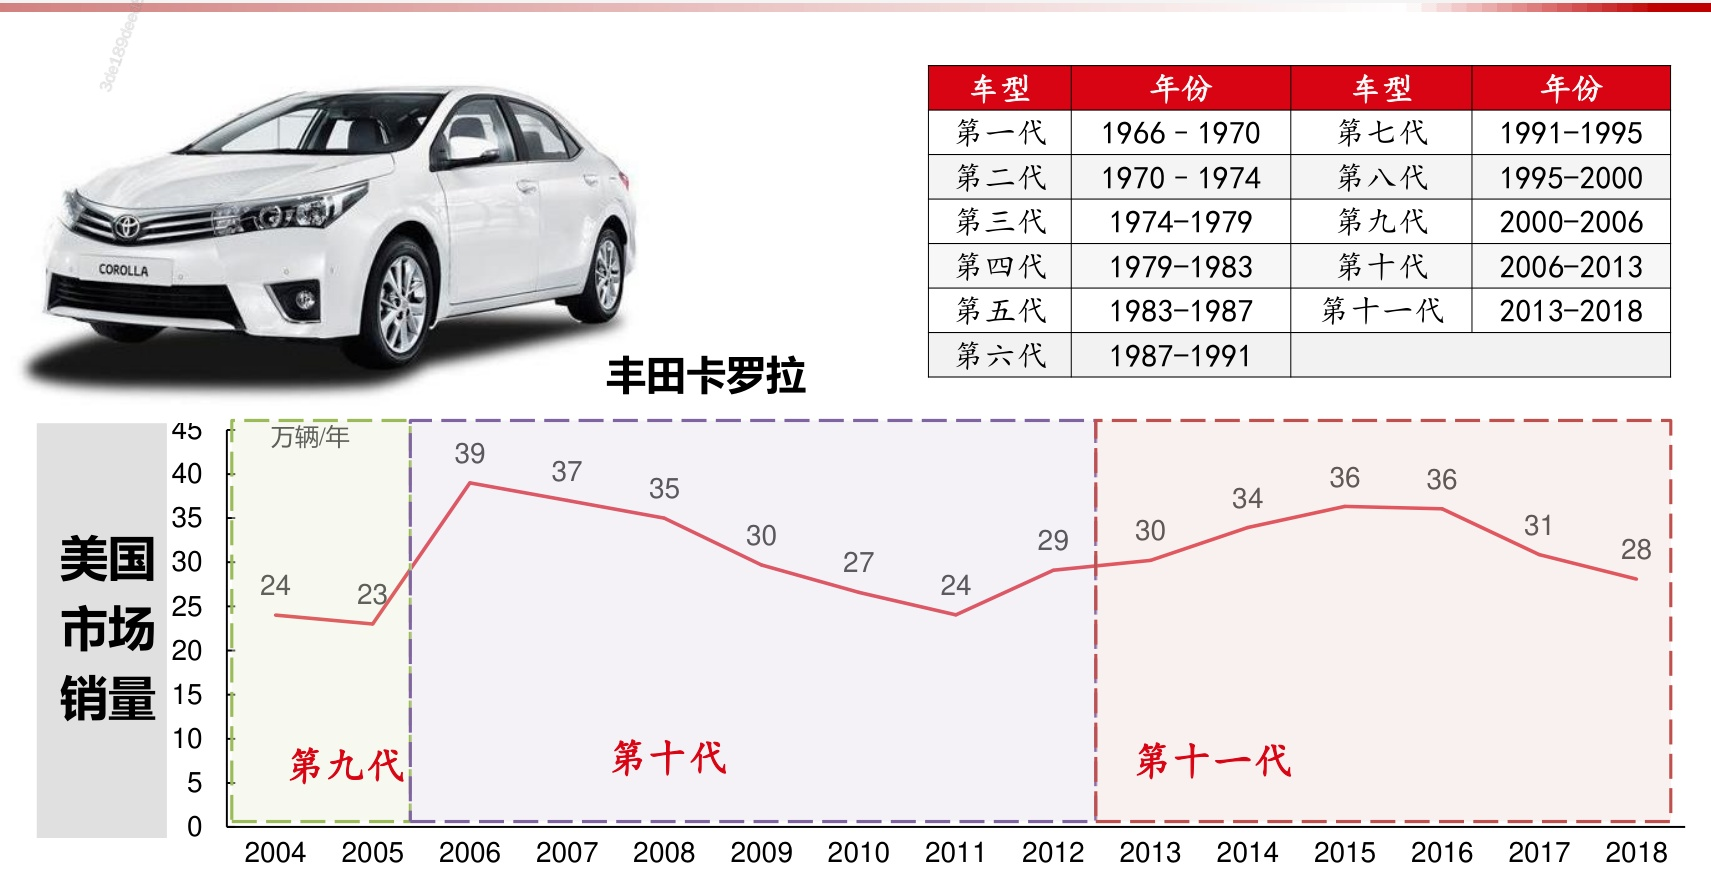 3de189dee
车型 年份 车型 年份
第一代 1966 - 1970 第七代 1991-1995
第二代 1970 - 1974 第八代 1995-2000
第三代 1974-1979 第九代 2000-2006
第四代 1979-1983 第十代 2006-2013
第五代 1983-1987 第十一代 2013-2018
第六代 1987-1991
COROLLA
丰田卡罗拉
美国
市场
销量
万辆/年
45
40
35
30
25
20
15
10
5
0
24 23 39 37 35 30 27 24 29 30 34 36 36 31 28
第九代 第十代 第十一代
2004 2005 2006 2007 2008 2009 2010 2011 2012 2013 2014 2015 2016 2017 2018